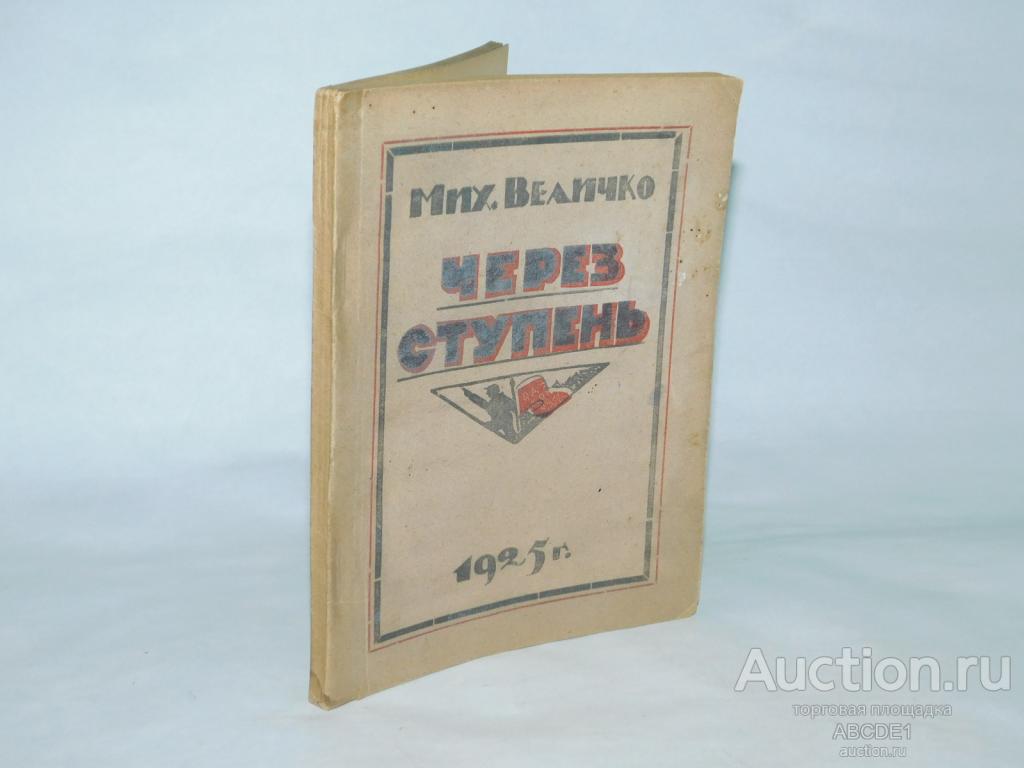 Мих. Величко
ЧЕРЕЗ
СТУПЕНЬ
1925 г.
Auction.ru
торговая площадка
ABCDE1
auction.ru